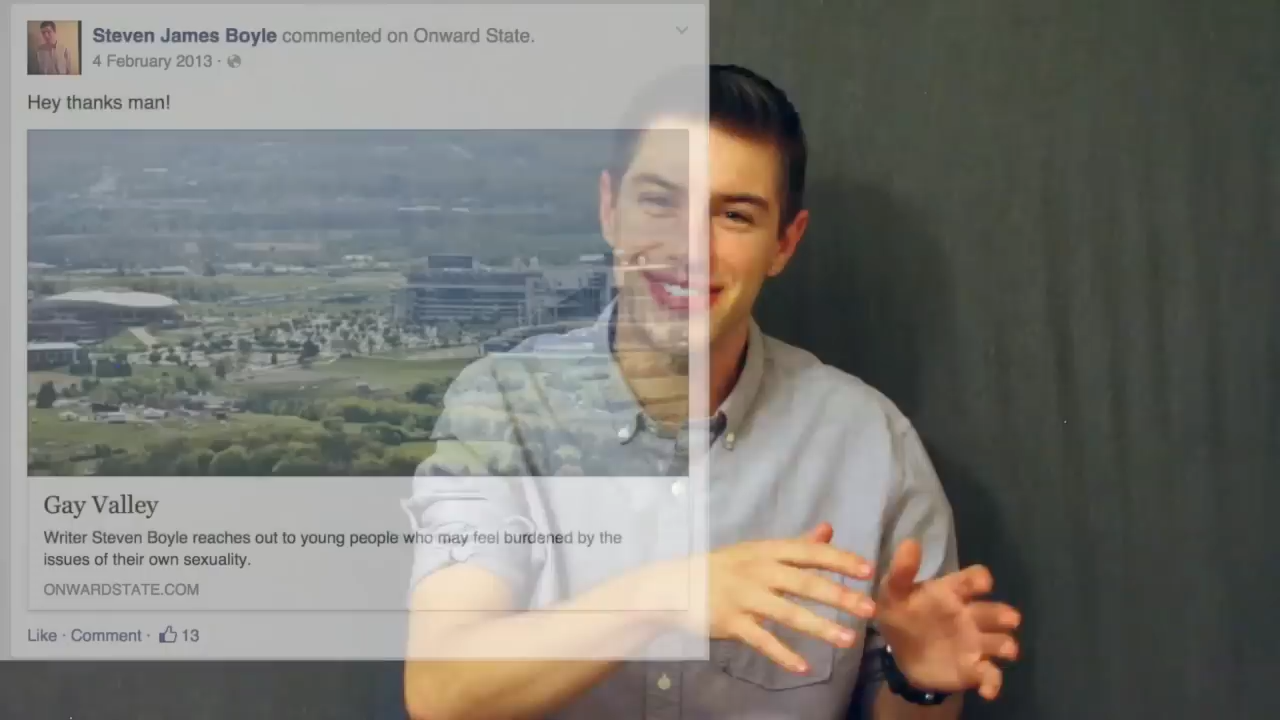 Steven James Boyle commented on Onward State.
4 February 2013 ·
Hey thanks man!
Gay Valley
Writer Steven Boyle reaches out to young people who may feel burdened by the
issues of their own sexuality.
ONWARDSTATE.COM
Like · Comment · 13